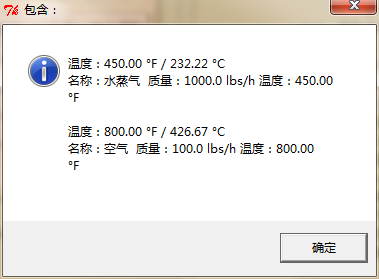 包含：
温度：450.00 °F / 232.22 °C
名称：水蒸气  质量：1000.0 lbs/h 温度：450.00
°F
温度：800.00 °F / 426.67 °C
名称：空气  质量：100.0 lbs/h 温度：800.00
°F
确定